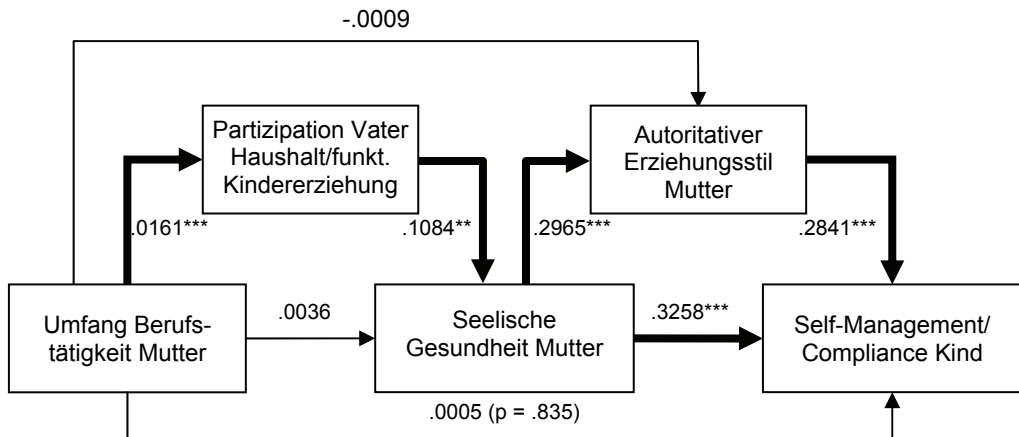 -.0009
Partizipation Vater
Haushalt/funkt.
Kindererziehung
Autoritativer
Erziehungsstil
Mutter
.0161***
.1084**
.2965***
.2841***
Umfang Berufs-
tätigkeit Mutter
.0036
Seelische
Gesundheit Mutter
.3258***
Self-Management/
Compliance Kind
.0005 (p = .835)